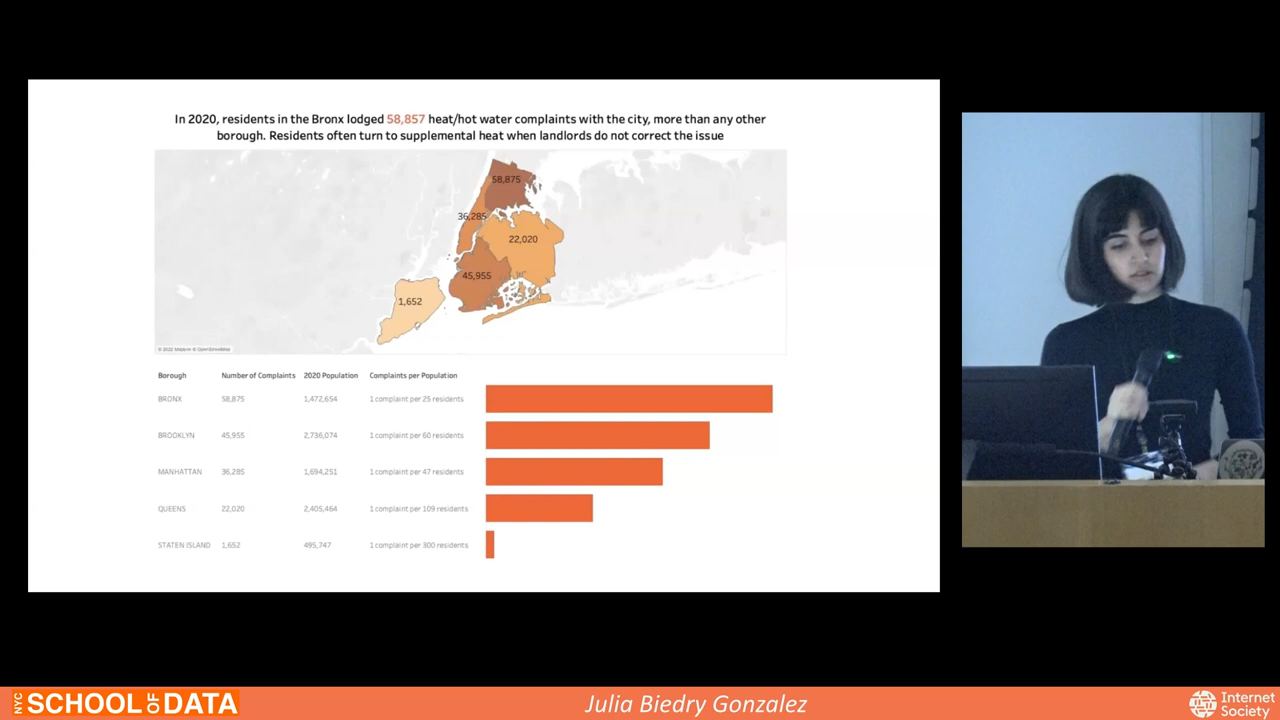 In 2020, residents in the Bronx lodged 58,857 heat/hot water complaints with the city, more than any other
borough. Residents often turn to supplemental heat when landlords do not correct the issue
58,875
36,285
22,020
45,955
1,652
© 2022 Mapbox © OpenStreetMap
Borough Number of Complaints 2020 Population Complaints per Population
BRONX 58,875 1,472,654 1 complaint per 25 residents
BROOKLYN 45,955 2,736,074 1 complaint per 60 residents
MANHATTAN 36,285 1,694,251 1 complaint per 47 residents
QUEENS 22,020 2,405,464 1 complaint per 109 residents
STATEN ISLAND 1,652 495,747 1 complaint per 300 residents
NYC SCHOOL OF DATA
Julia Biedry Gonzalez
Internet
Society